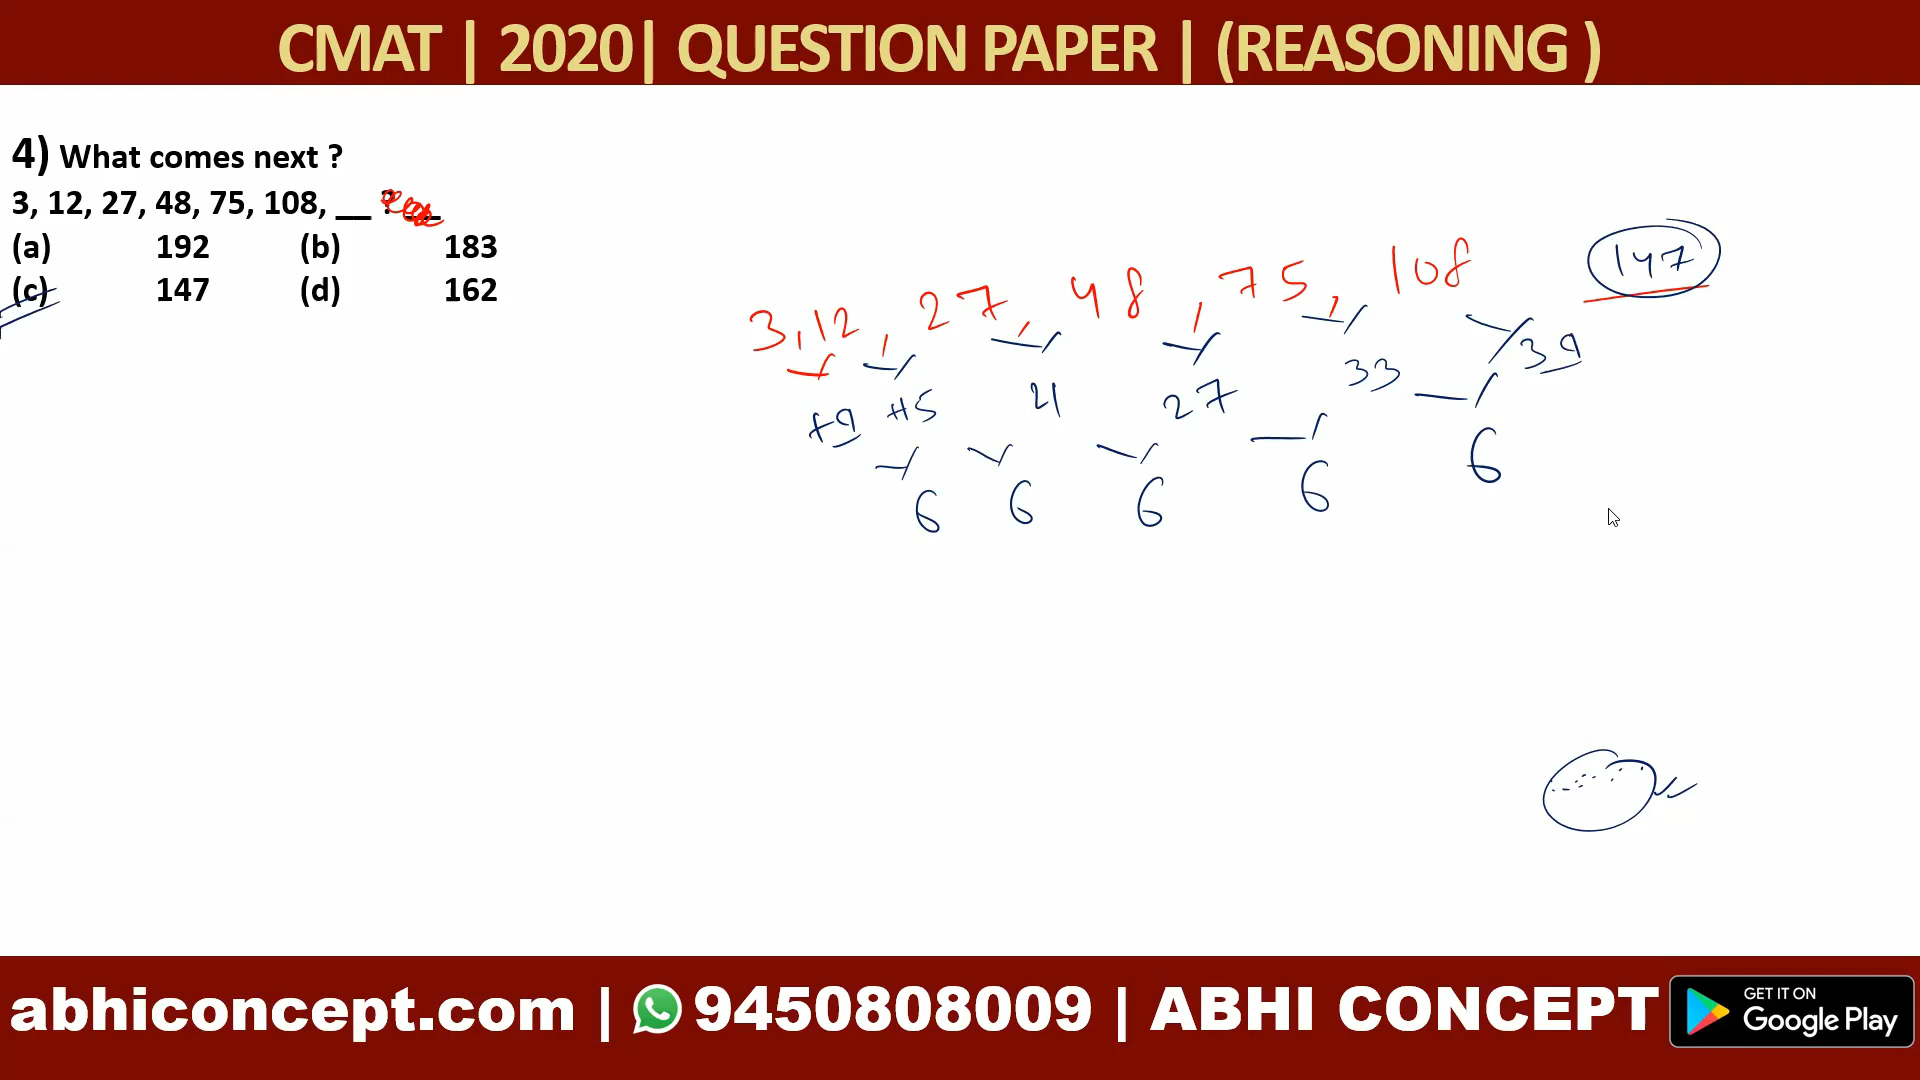 CMAT | 2020| QUESTION PAPER | (REASONING )
4) What comes next ?
3, 12, 27, 48, 75, 108, __ ? __
(a) 192 (b) 183
(c) 147 (d) 162
3, 12, 27, 48, 75, 108 147
+9 +15 21 27 33 39
6 6 6 6 6
abhiconcept.com | 9450808009 | ABHI CONCEPT
GET IT ON
Google Play